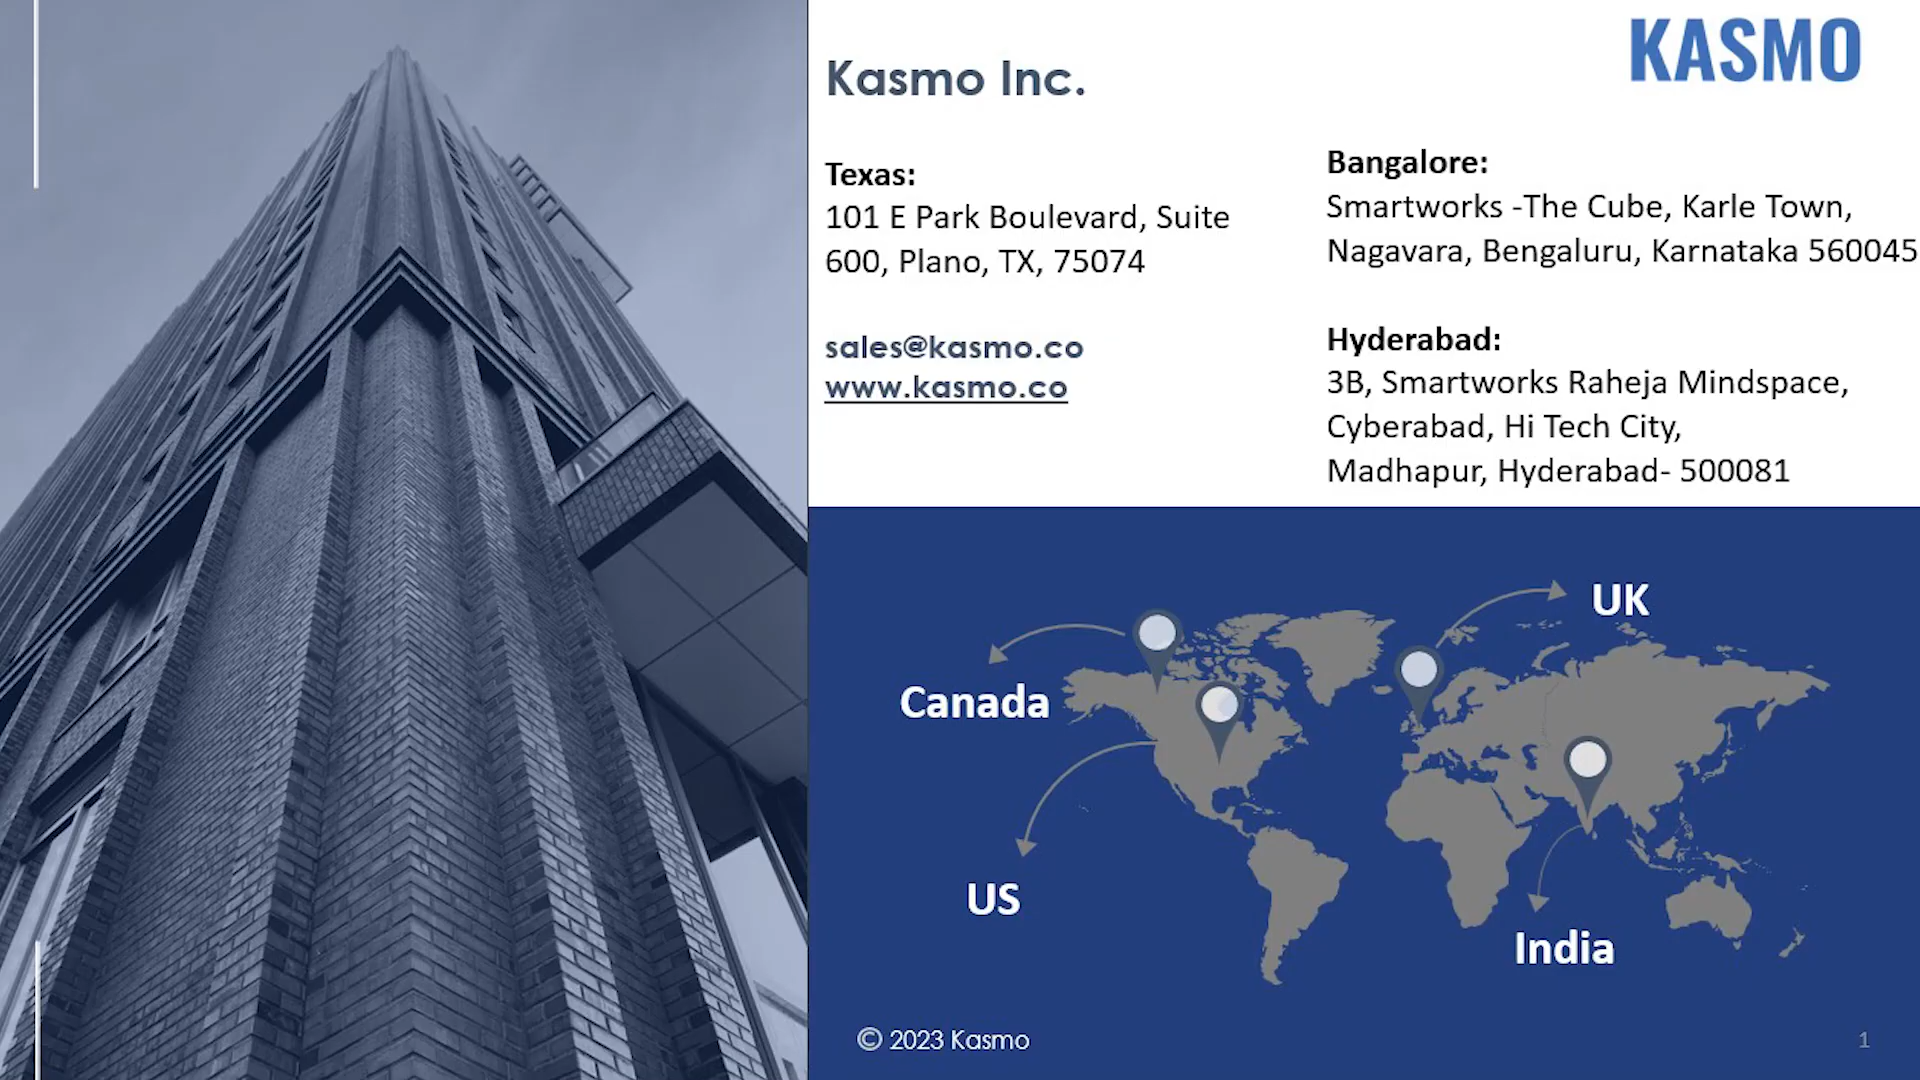 KASMO
Kasmo Inc.
Texas:
101 E Park Boulevard, Suite
600, Plano, TX, 75074
sales@kasmo.co
www.kasmo.co
Bangalore:
Smartworks -The Cube, Karle Town,
Nagavara, Bengaluru, Karnataka 560045
Hyderabad:
3B, Smartworks Raheja Mindspace,
Cyberabad, Hi Tech City,
Madhapur, Hyderabad- 500081
UK
Canada
US
India
© 2023 Kasmo
1